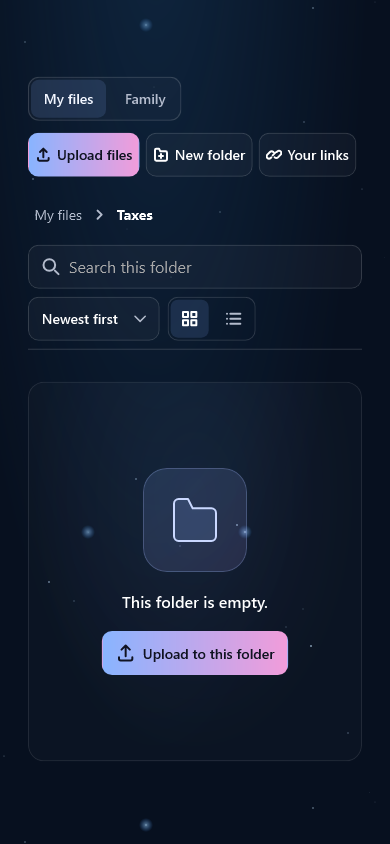 My files Family
Upload files New folder Your links
My files > Taxes
Search this folder
Newest first
This folder is empty.
Upload to this folder